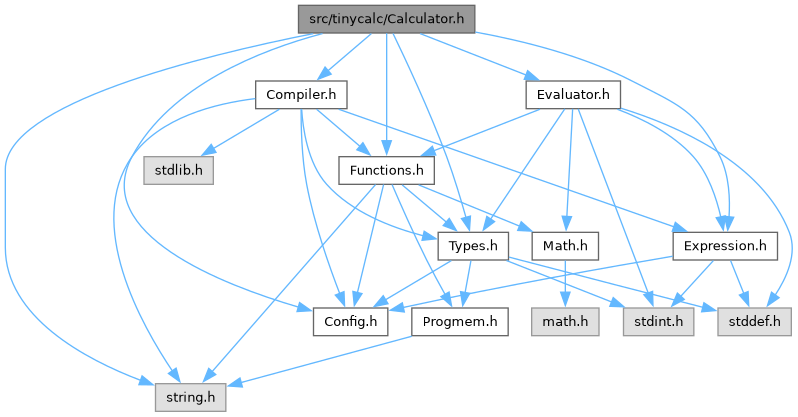 src/tinycalc/Calculator.h
Compiler.h
Evaluator.h
stdlib.h
Functions.h
Types.h
Math.h
Expression.h
Config.h
Progmem.h
math.h
stdint.h
stddef.h
string.h